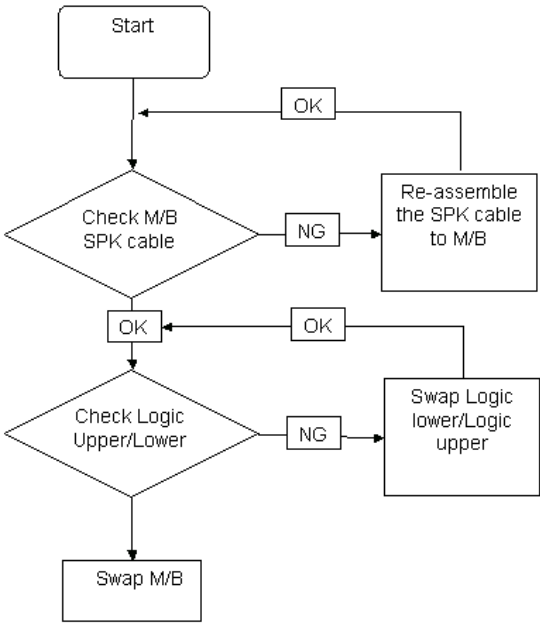 Start
OK
Check M/B
SPK cable
NG
Re-assemble
the SPK cable
to M/B
OK
OK
Check Logic
Upper/Lower
NG
Swap Logic
lower/Logic
upper
Swap M/B